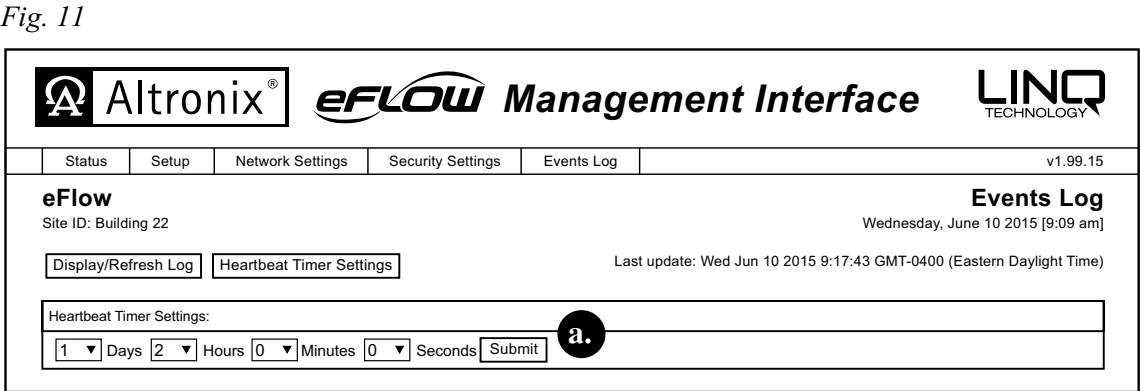 Fig. 11
Altronix® eFLOW Management Interface LINQ
TECHNOLOGY
Status Setup Network Settings Security Settings Events Log v1.99.15
eFlow Events Log
Site ID: Building 22 Wednesday, June 10 2015 [9:09 am]
Display/Refresh Log Heartbeat Timer Settings Last update: Wed Jun 10 2015 9:17:43 GMT-0400 (Eastern Daylight Time)
Heartbeat Timer Settings:
1 ▼ Days 2 ▼ Hours 0 ▼ Minutes 0 ▼ Seconds Submit a.